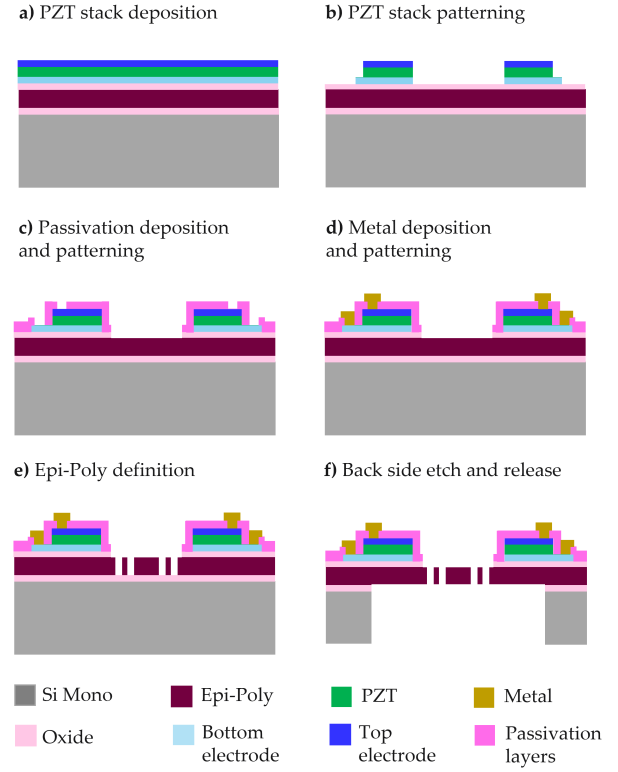 a) PZT stack deposition
b) PZT stack patterning
c) Passivation deposition
and patterning
d) Metal deposition
and patterning
e) Epi-Poly definition
f) Back side etch and release
Si Mono
Epi-Poly
PZT
Metal
Oxide
Bottom
electrode
Top
electrode
Passivation
layers